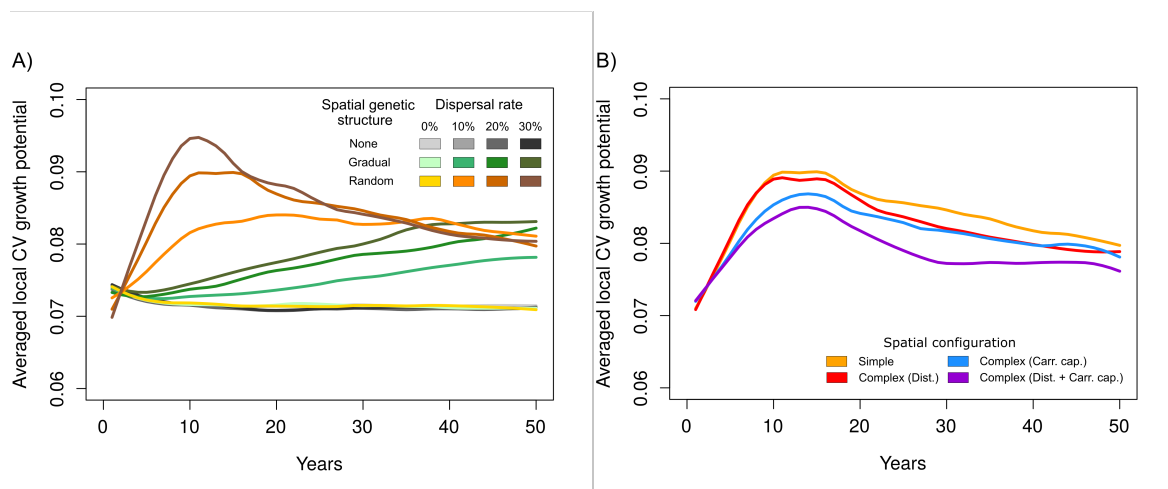 A)
Averaged local CV growth potential
0.10
0.09
0.08
0.07
0.06
Spatial genetic
structure
Dispersal rate
0% 10% 20% 30%
None
Gradual
Random
0 10 20 30 40 50
Years
B)
Averaged local CV growth potential
0.10
0.09
0.08
0.07
0.06
Spatial configuration
Simple
Complex (Carr. cap.)
Complex (Dist.)
Complex (Dist. + Carr. cap.)
0 10 20 30 40 50
Years